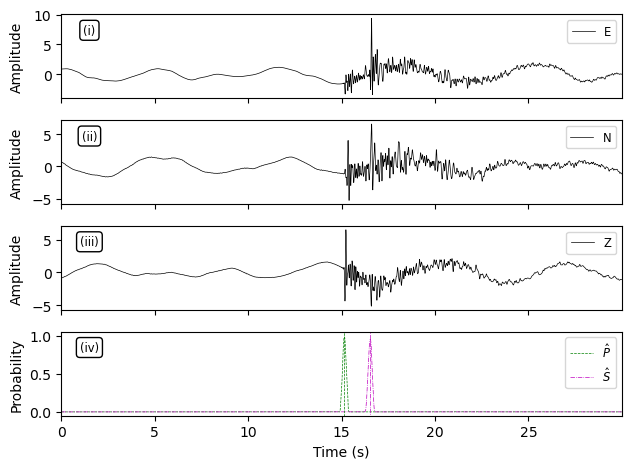 (i)
E
Amplitude
10
5
0
(ii)
N
Amplitude
5
0
−5
(iii)
Z
Amplitude
5
0
−5
(iv)
P̂
Ŝ
Probability
1.0
0.5
0.0
0 5 10 15 20 25
Time (s)